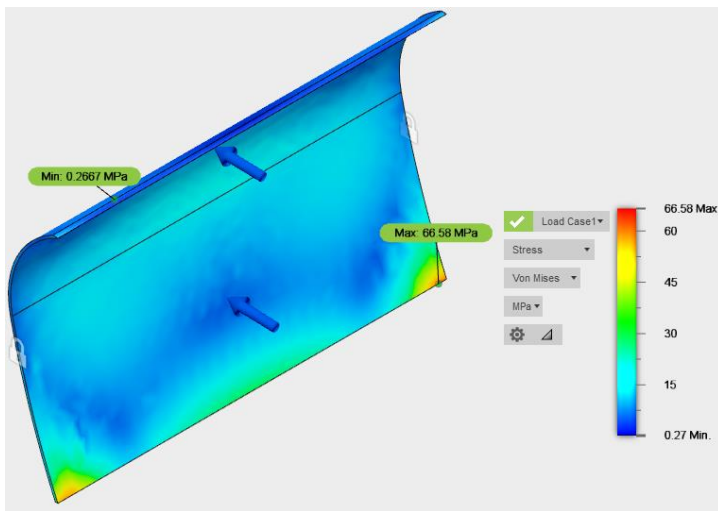 Min: 0.2667 MPa
Max: 66.58 MPa
Load Case1
Stress
Von Mises
MPa
66.58 Max
60
45
30
15
0.27 Min.